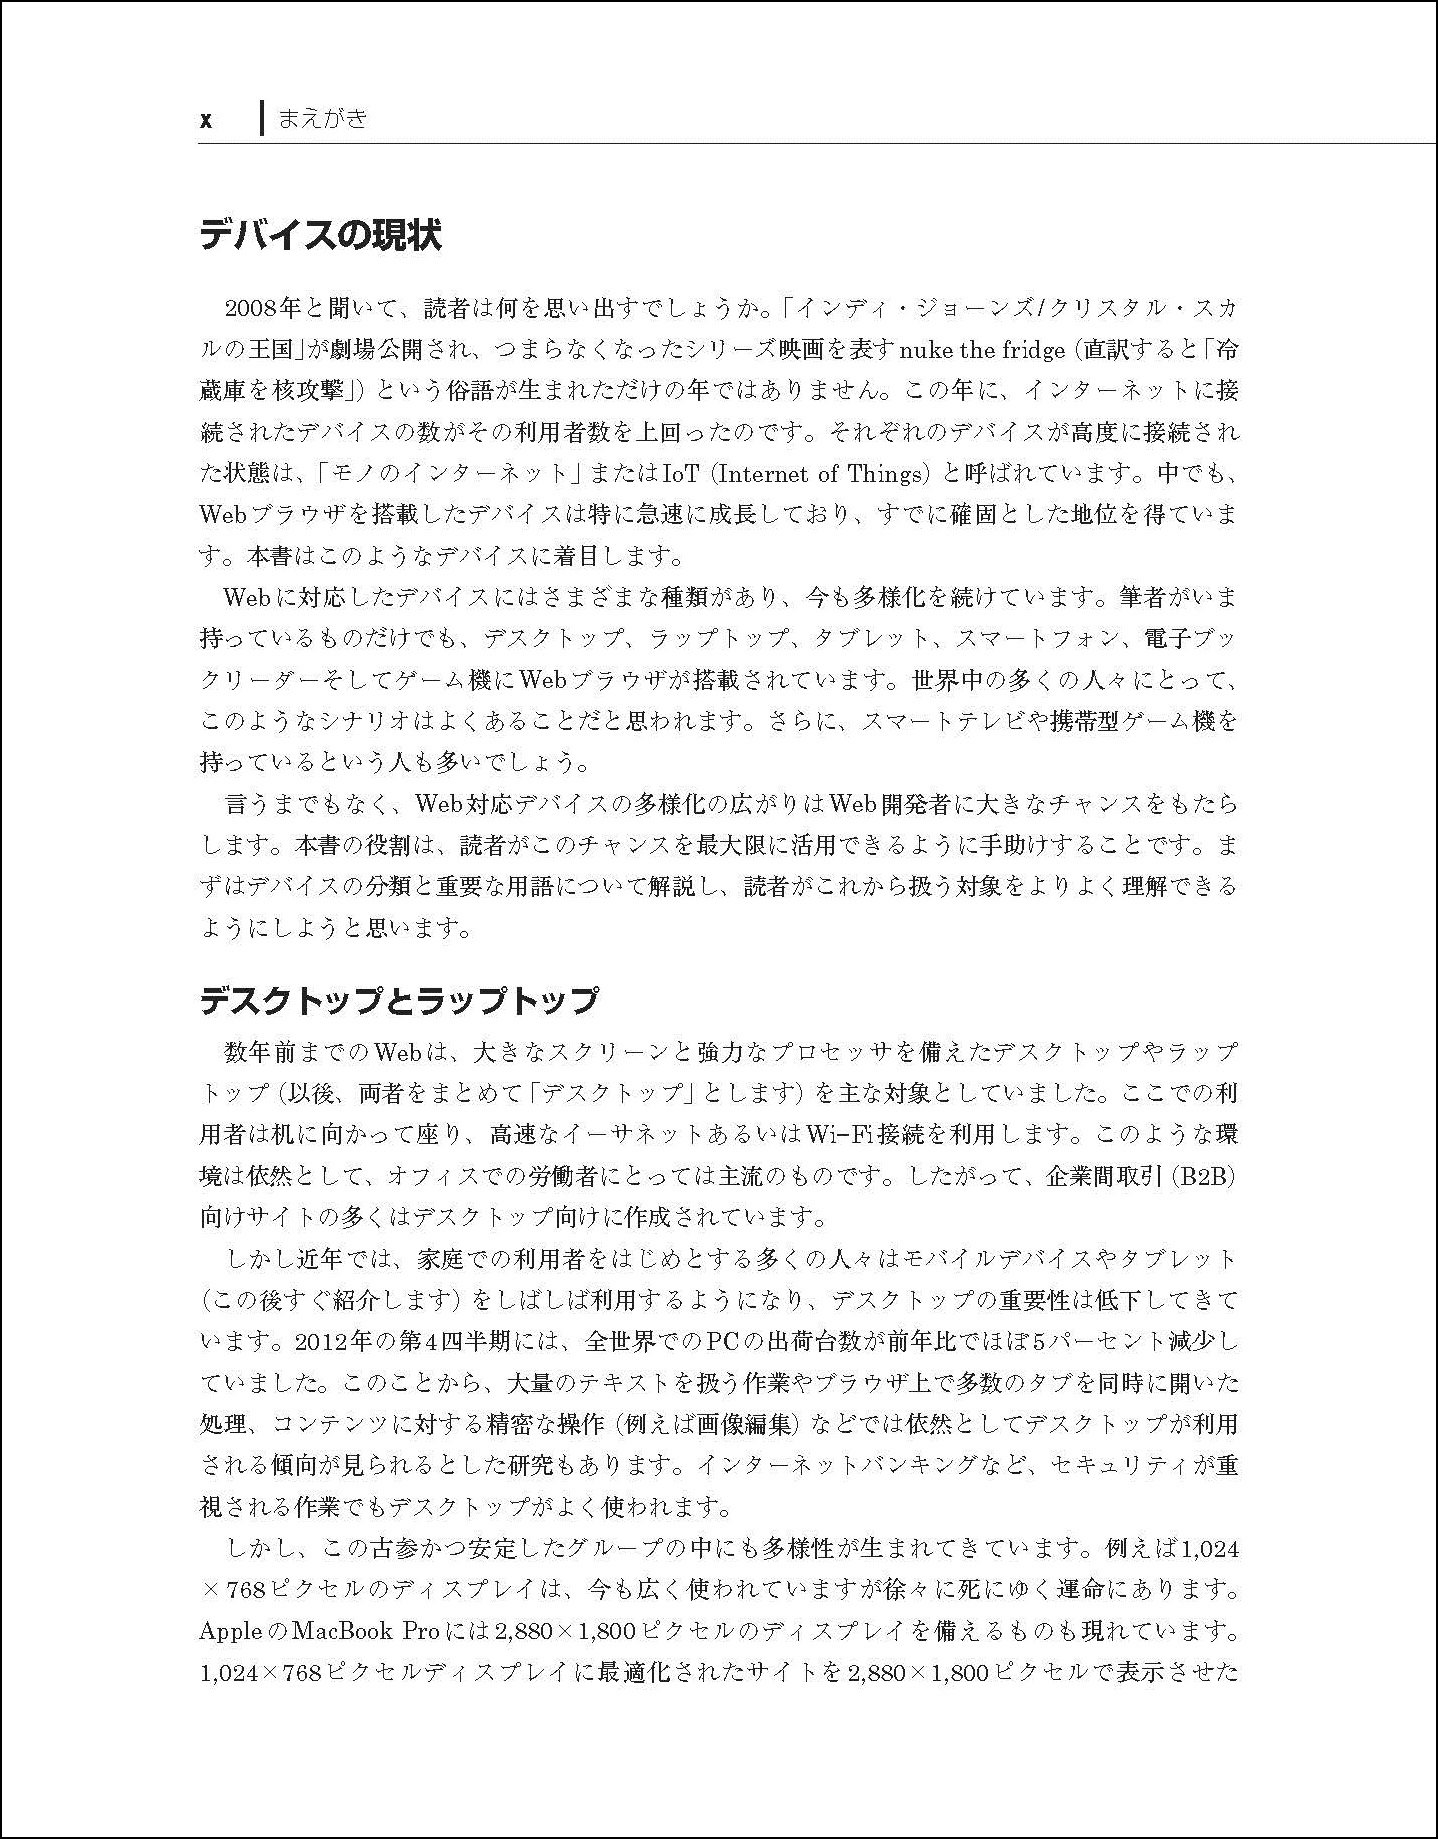 x | まえがき
デバイスの現状
2008年と聞いて、読者は何を思い出すでしょうか。「インディ・ジョーンズ/クリスタル・スカ
ルの王国」が劇場公開され、つまらなくなったシリーズ映画を表すnuke the fridge（直訳すると「冷
蔵庫を核攻撃」）という俗語が生まれただけの年ではありません。この年に、インターネットに接
続されたデバイスの数がその利用者数を上回ったのです。それぞれのデバイスが高度に接続され
た状態は、「モノのインターネット」またはIoT（Internet of Things）と呼ばれています。中でも、
Webブラウザを搭載したデバイスは特に急速に成長しており、すでに確固とした地位を得ていま
す。本書はこのようなデバイスに着目します。
Webに対応したデバイスにはさまざまな種類があり、今も多様化を続けています。筆者がいま
持っているものだけでも、デスクトップ、ラップトップ、タブレット、スマートフォン、電子ブッ
クリーダーそしてゲーム機にWebブラウザが搭載されています。世界中の多くの人々にとって、
このようなシナリオはよくあることだと思われます。さらに、スマートテレビや携帯型ゲーム機を
持っているという人も多いでしょう。
言うまでもなく、Web対応デバイスの多様化の広がりはWeb開発者に大きなチャンスをもたら
します。本書の役割は、読者がこのチャンスを最大限に活用できるように手助けすることです。ま
ずはデバイスの分類と重要な用語について解説し、読者がこれから扱う対象をよりよく理解できる
ようにしようと思います。
デスクトップとラップトップ
数年前までのWebは、大きなスクリーンと強力なプロセッサを備えたデスクトップやラップ
トップ（以後、両者をまとめて「デスクトップ」とします）を主な対象としていました。ここでの利
用者は机に向かって座り、高速なイーサネットあるいはWi-Fi接続を利用します。このような環
境は依然として、オフィスでの労働者にとっては主流のものです。したがって、企業間取引（B2B）
向けサイトの多くはデスクトップ向けに作成されています。
しかし近年では、家庭での利用者をはじめとする多くの人々はモバイルデバイスやタブレット
（この後すぐ紹介します）をしばしば利用するようになり、デスクトップの重要性は低下してきて
います。2012年の第4四半期には、全世界でのPCの出荷台数が前年比でほぼ5パーセント減少し
ていました。このことから、大量のテキストを扱う作業やブラウザ上で多数のタブを同時に開いた
処理、コンテンツに対する精密な操作（例えば画像編集）などでは依然としてデスクトップが利用
される傾向が見られるとした研究もあります。インターネットバンキングなど、セキュリティが重
視される作業でもデスクトップがよく使われます。
しかし、この古参かつ安定したグループの中にも多様性が生まれてきています。例えば1,024
×768ピクセルのディスプレイは、今も広く使われていますが徐々に死にゆく運命にあります。
AppleのMacBook Proには2,880×1,800ピクセルのディスプレイを備えるものも現れています。
1,024×768ピクセルディスプレイに最適化されたサイトを2,880×1,800ピクセルで表示させた